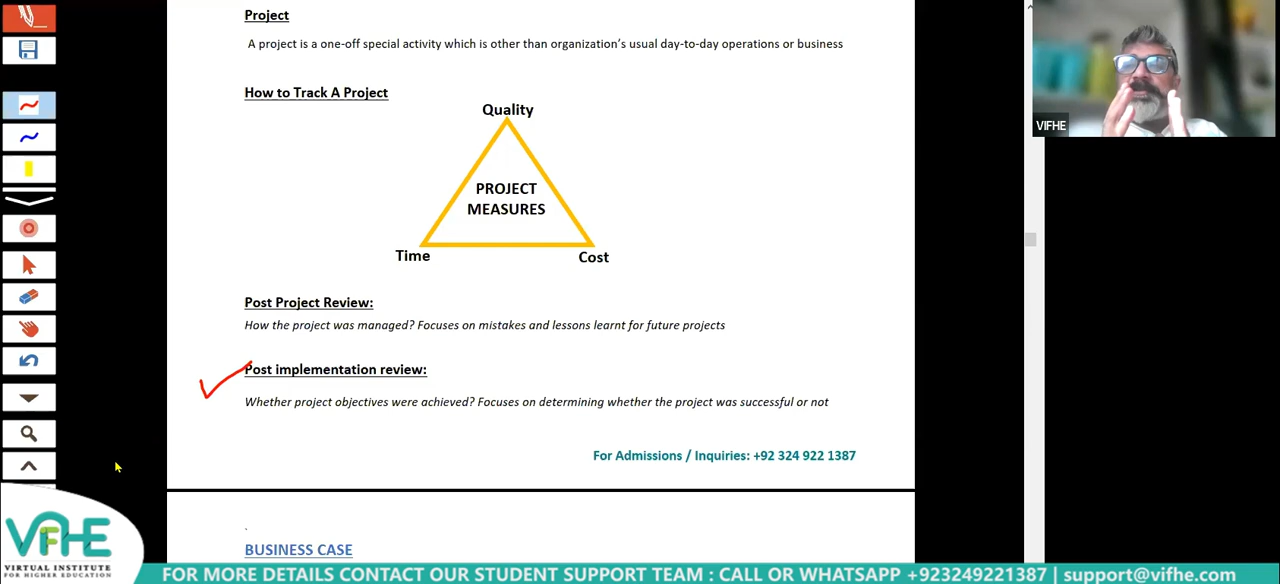 Project
A project is a one-off special activity which is other than organization's usual day-to-day operations or business
How to Track A Project
Quality
PROJECT
MEASURES
Time
Cost
Post Project Review:
How the project was managed? Focuses on mistakes and lessons learnt for future projects
Post implementation review:
Whether project objectives were achieved? Focuses on determining whether the project was successful or not
For Admissions / Inquiries: +92 324 922 1387
BUSINESS CASE
VIFHE
VIFHE
VIRTUAL INSTITUTE
FOR HIGHER EDUCATION
FOR MORE DETAILS CONTACT OUR STUDENT SUPPORT TEAM : CALL OR WHATSAPP +923249221387 | support@vifhe.com